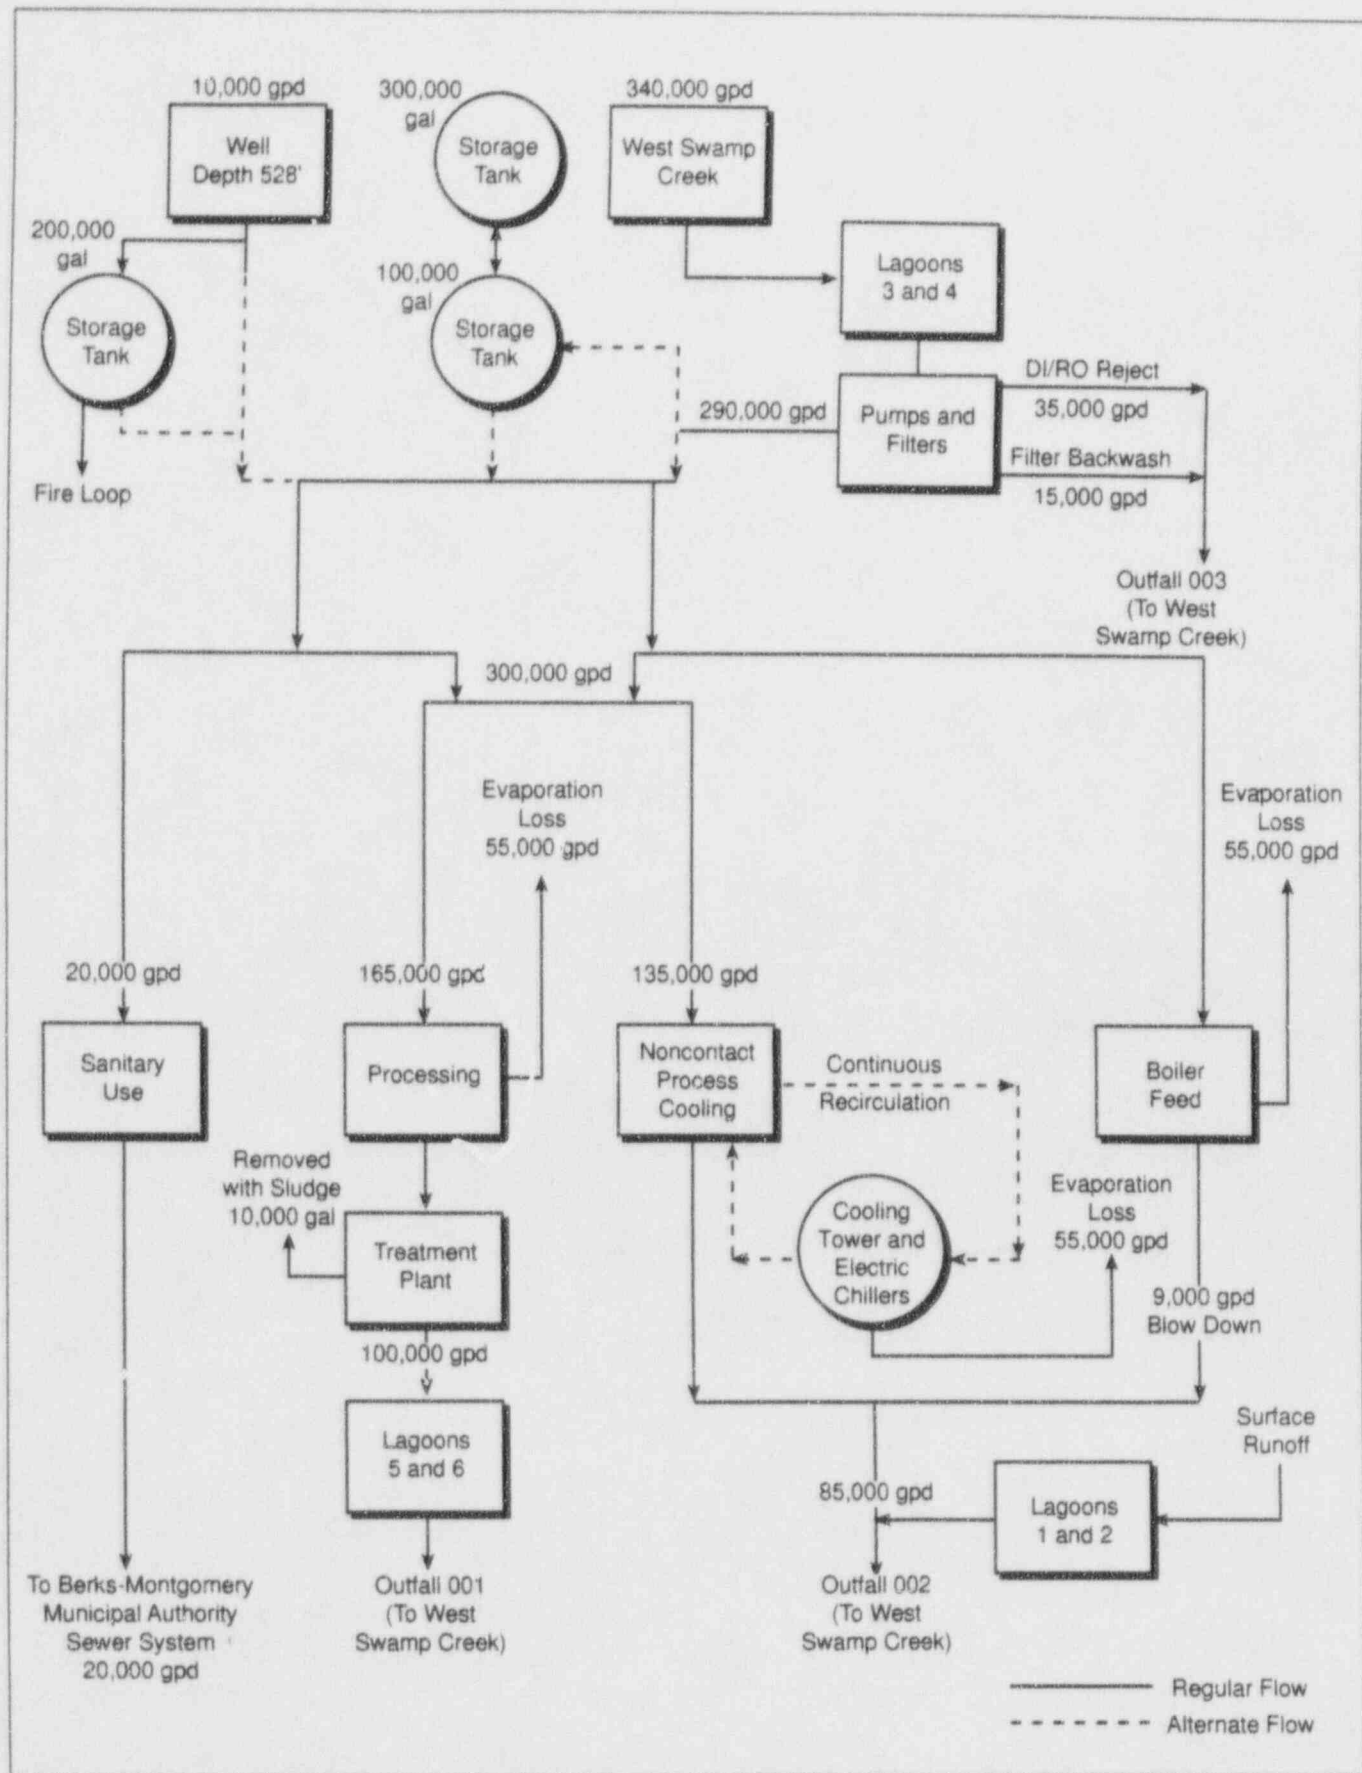 10,000 gpd
Well
Depth 528'
300,000
gal
Storage
Tank
340,000 gpd
West Swamp
Creek
200,000
gal
Storage
Tank
100,000
gal
Storage
Tank
Lagoons
3 and 4
290,000 gpd
Pumps and
Filters
DI/RO Reject
35,000 gpd
Filter Backwash
15,000 gpd
Fire Loop
Outfall 003
(To West
Swamp Creek)
300,000 gpd
Evaporation
Loss
55,000 gpd
Evaporation
Loss
55,000 gpd
20,000 gpd
165,000 gpd
135,000 gpd
Sanitary
Use
Processing
Noncontact
Process
Cooling
Continuous
Recirculation
Boiler
Feed
Removed
with Sludge
10,000 gal
Treatment
Plant
Cooling
Tower and
Electric
Chillers
Evaporation
Loss
55,000 gpd
9,000 gpd
Blow Down
100,000 gpd
Lagoons
5 and 6
Surface
Runoff
85,000 gpd
Lagoons
1 and 2
To Berks-Montgomery
Municipal Authority
Sewer System
20,000 gpd
Outfall 001
(To West
Swamp Creek)
Outfall 002
(To West
Swamp Creek)
Regular Flow
Alternate Flow